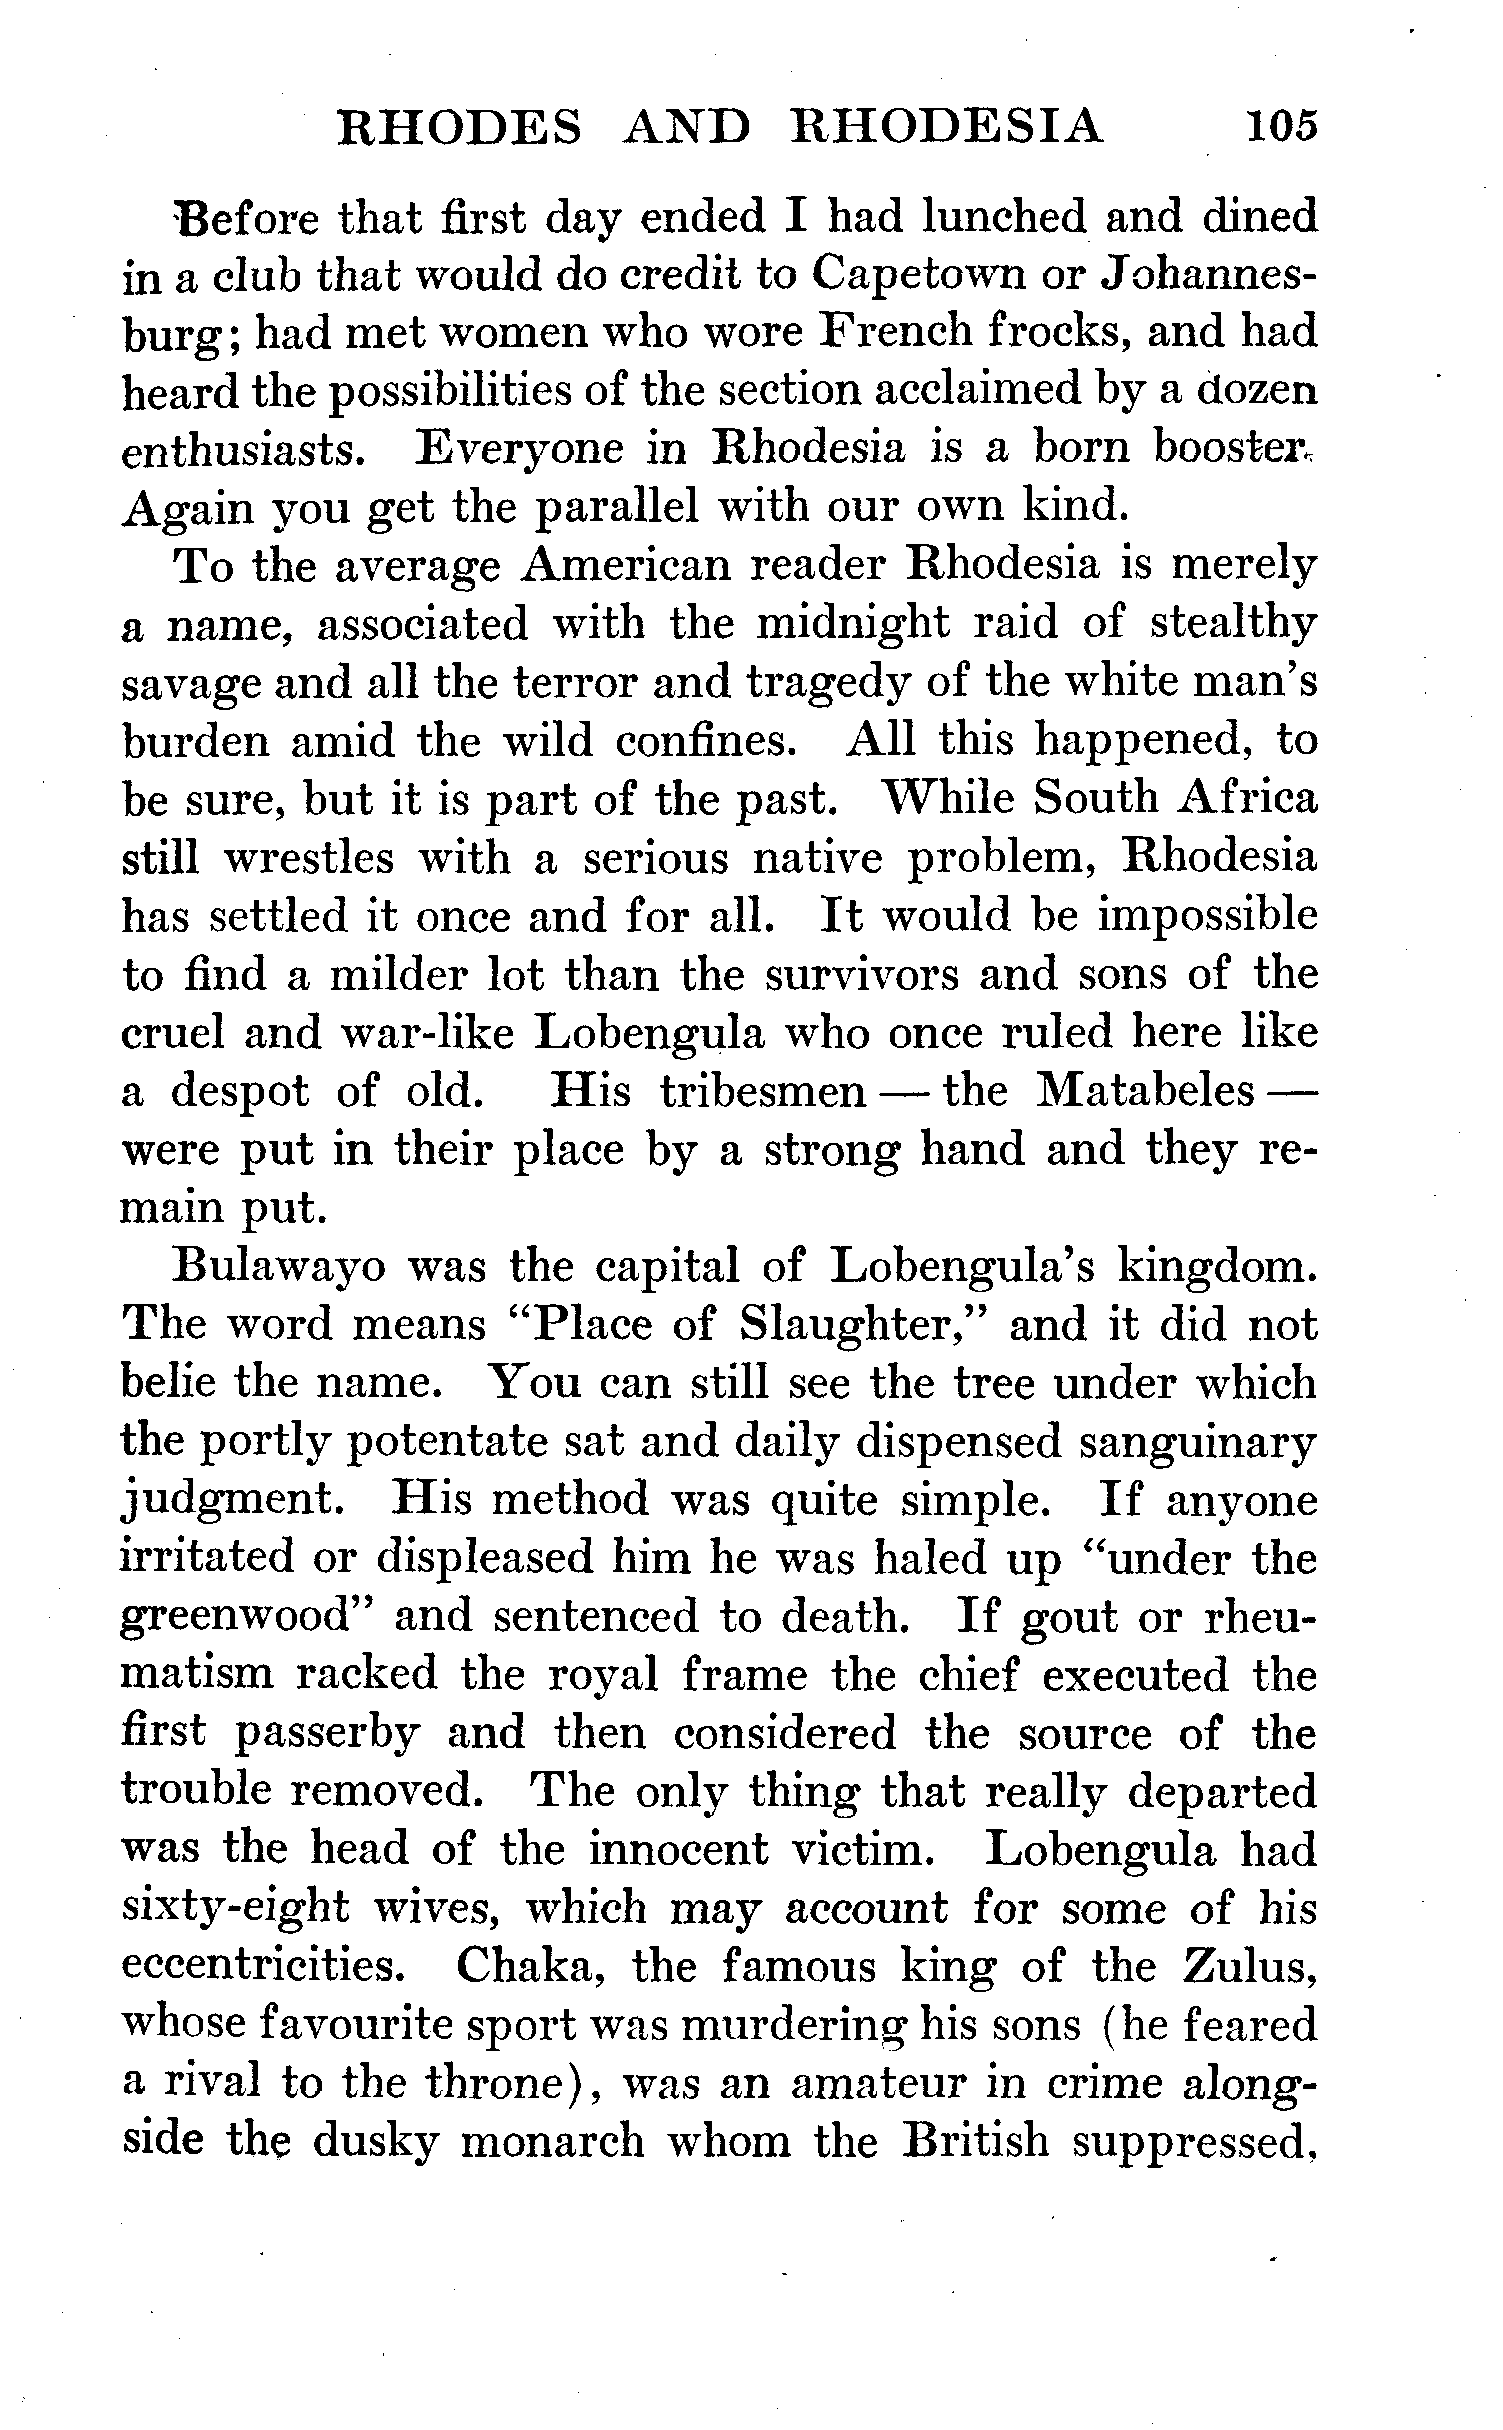 RHODES AND RHODESIA 105
Before that first day ended I had lunched and dined
in a club that would do credit to Capetown or Johannes-
burg; had met women who wore French frocks, and had
heard the possibilities of the section acclaimed by a dozen
enthusiasts. Everyone in Rhodesia is a born booster.
Again you get the parallel with our own kind.
To the average American reader Rhodesia is merely
a name, associated with the midnight raid of stealthy
savage and all the terror and tragedy of the white man's
burden amid the wild confines. All this happened, to
be sure, but it is part of the past. While South Africa
still wrestles with a serious native problem, Rhodesia
has settled it once and for all. It would be impossible
to find a milder lot than the survivors and sons of the
cruel and war-like Lobengula who once ruled here like
a despot of old. His tribesmen — the Matabeles —
were put in their place by a strong hand and they re-
main put.
Bulawayo was the capital of Lobengula's kingdom.
The word means "Place of Slaughter," and it did not
belie the name. You can still see the tree under which
the portly potentate sat and daily dispensed sanguinary
judgment. His method was quite simple. If anyone
irritated or displeased him he was haled up "under the
greenwood" and sentenced to death. If gout or rheu-
matism racked the royal frame the chief executed the
first passerby and then considered the source of the
trouble removed. The only thing that really departed
was the head of the innocent victim. Lobengula had
sixty-eight wives, which may account for some of his
eccentricities. Chaka, the famous king of the Zulus,
whose favourite sport was murdering his sons (he feared
a rival to the throne), was an amateur in crime along-
side the dusky monarch whom the British suppressed,